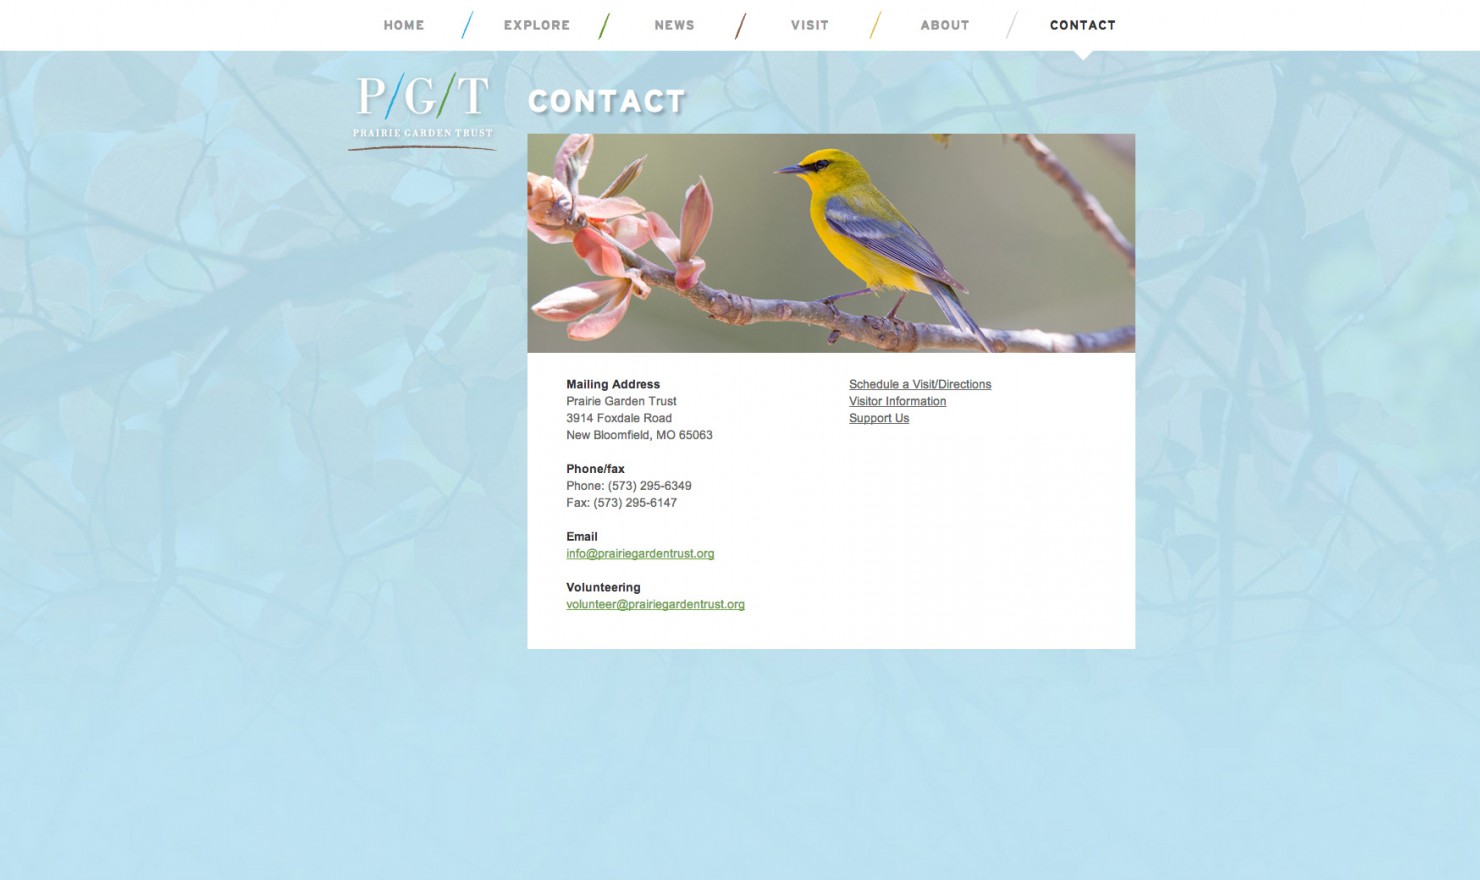 HOME / EXPLORE / NEWS / VISIT / ABOUT / CONTACT
P/G/T
PRAIRIE GARDEN TRUST
CONTACT
Mailing Address
Prairie Garden Trust
3914 Foxdale Road
New Bloomfield, MO 65063
Phone/fax
Phone: (573) 295-6349
Fax: (573) 295-6147
Email
info@prairiegardentrust.org
Volunteering
volunteer@prairiegardentrust.org
Schedule a Visit/Directions
Visitor Information
Support Us